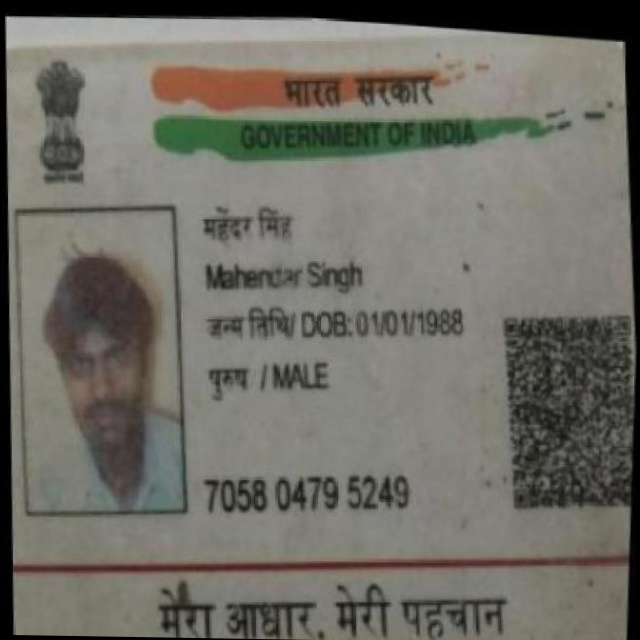 भारत सरकार
GOVERNMENT OF INDIA
महेंदर सिंह
Mahendar Singh
जन्म तिथि/ DOB: 01/01/1988
पुरुष / MALE
7058 0479 5249
मेरा आधार, मेरी पहचान